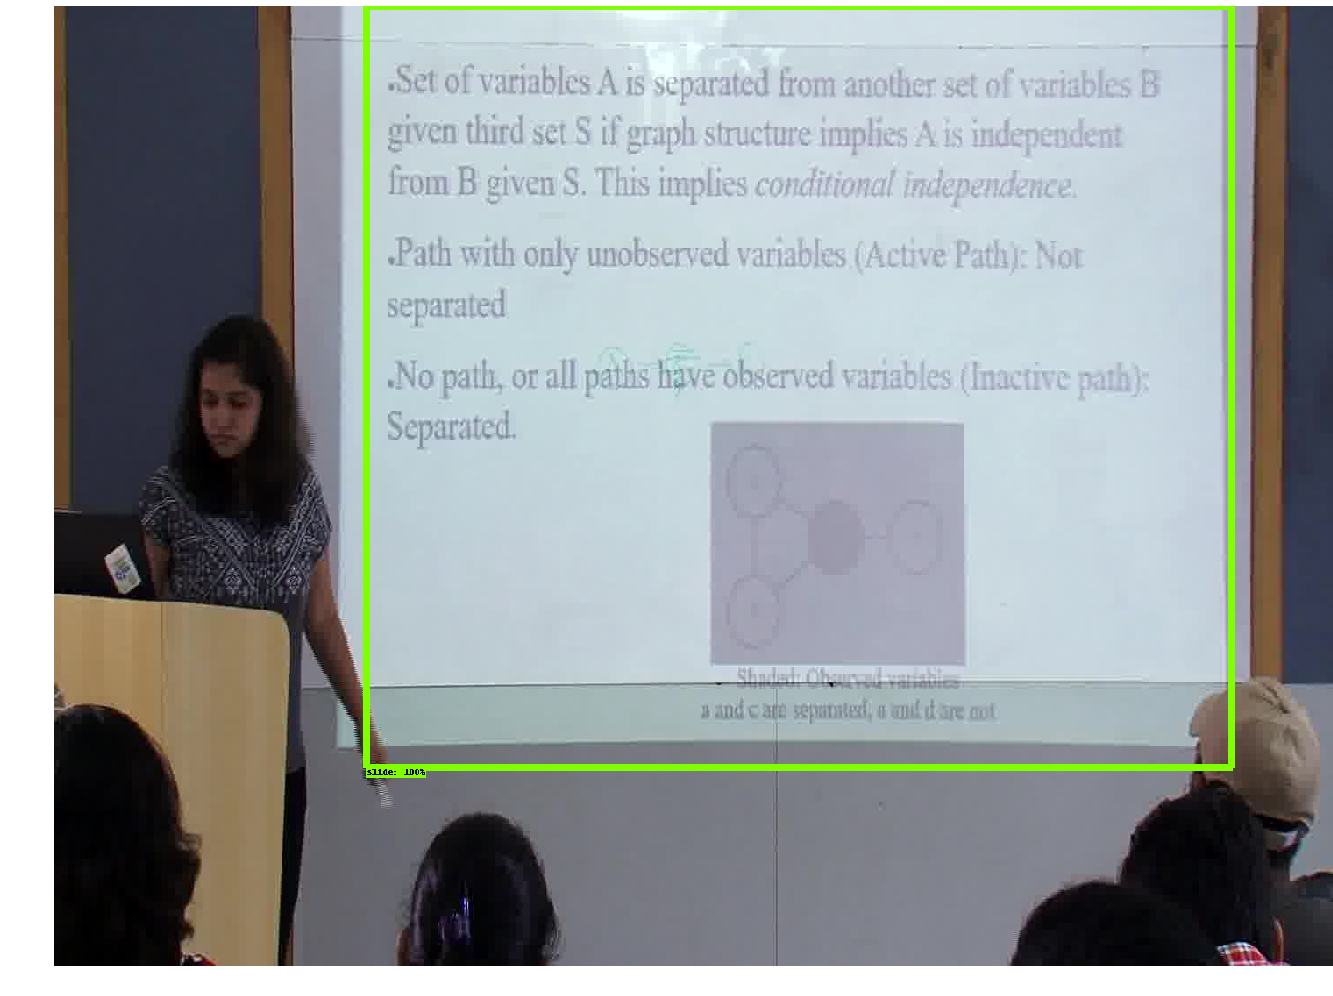 .Set of variables A is separated from another set of variables B
given third set S if graph structure implies A is independent
from B given S. This implies conditional independence.
.Path with only unobserved variables (Active Path): Not
separated
.No path, or all paths have observed variables (Inactive path):
Separated.
Shaded: Observed variables
a and c are separated, a and d are not
slide: 100%